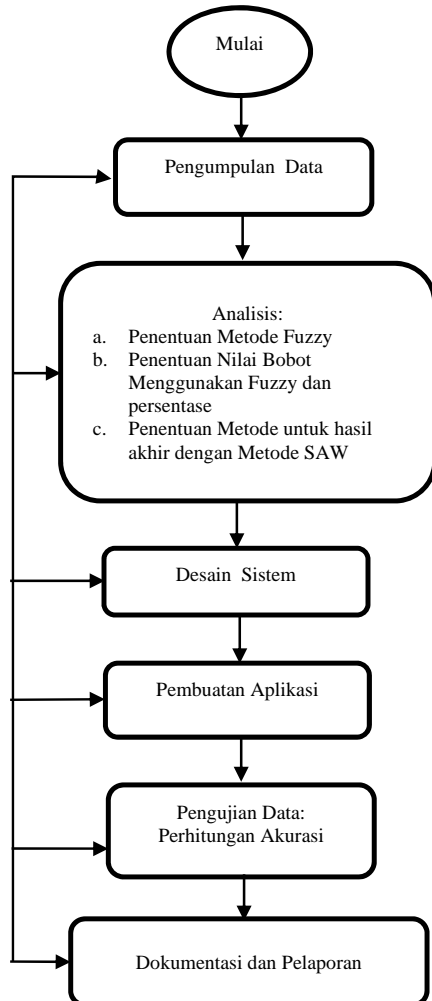 Mulai
Pengumpulan Data
Analisis:
a. Penentuan Metode Fuzzy
b. Penentuan Nilai Bobot
Menggunakan Fuzzy dan
persentase
c. Penentuan Metode untuk hasil
akhir dengan Metode SAW
Desain Sistem
Pembuatan Aplikasi
Pengujian Data:
Perhitungan Akurasi
Dokumentasi dan Pelaporan